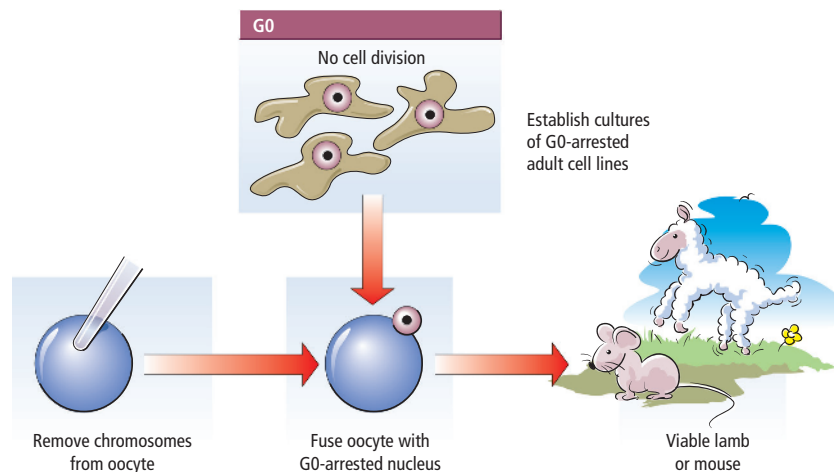 G0
No cell division
Establish cultures
of G0-arrested
adult cell lines
Remove chromosomes
from oocyte
Fuse oocyte with
G0-arrested nucleus
Viable lamb
or mouse